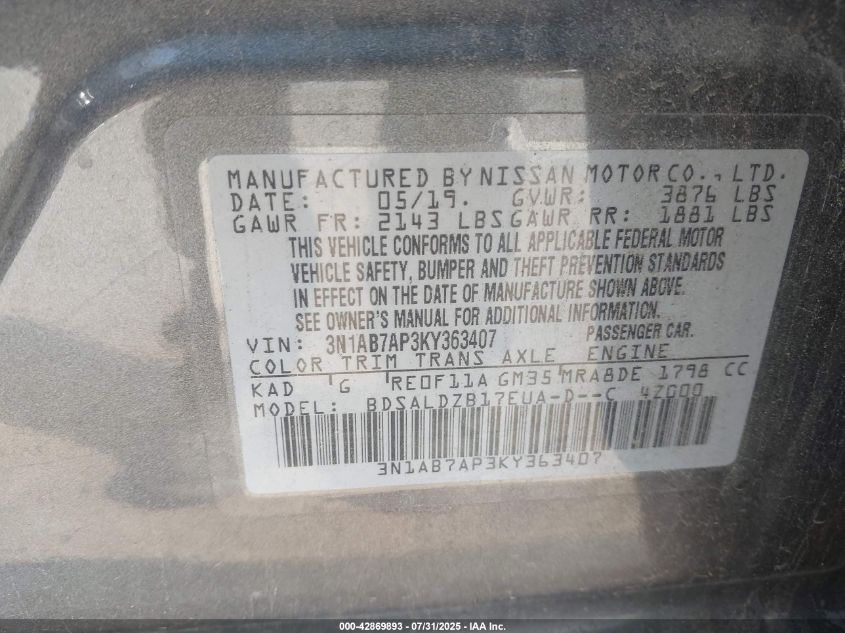 MANUFACTURED BY NISSAN MOTOR CO., LTD.
DATE: 05/19. GVWR: 3876 LBS
GAWR FR: 2143 LBS GAWR RR: 1881 LBS
THIS VEHICLE CONFORMS TO ALL APPLICABLE FEDERAL MOTOR
VEHICLE SAFETY, BUMPER AND THEFT PREVENTION STANDARDS
IN EFFECT ON THE DATE OF MANUFACTURE SHOWN ABOVE.
SEE OWNER'S MANUAL FOR ADDITIONAL INFORMATION.
VIN: 3N1AB7AP3KY363407 PASSENGER CAR.
COLOR TRIM TRANS AXLE ENGINE
KAD G RE0F11A GM35 MRA8DE 1798 CC
MODEL: BDSALDZB17EUA-D--C 4Z000
3N1AB7AP3KY363407
000-42869893 - 07/31/2025 - IAA Inc.